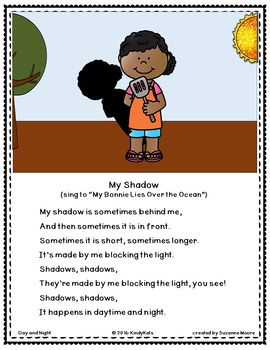 My Shadow
(sing to "My Bonnie Lies Over the Ocean")
My shadow is sometimes behind me,
And then sometimes it is in front.
Sometimes it is short, sometimes longer.
It's made by me blocking the light.
Shadows, shadows,
They're made by me blocking the light, you see!
Shadows, shadows,
It happens in daytime and night.
Day and Night © 2016 KindyKats created by Suzanne Moore